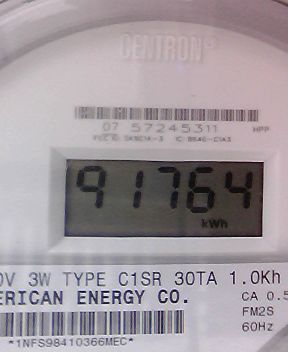 CENTRON®
07 57245311 HPP
91764
kWh
0V 3W TYPE C1SR 30TA 1.0Kh
ERICAN ENERGY CO.
CA 0.5
FM2S
60Hz
*1NFS98410366MEC*